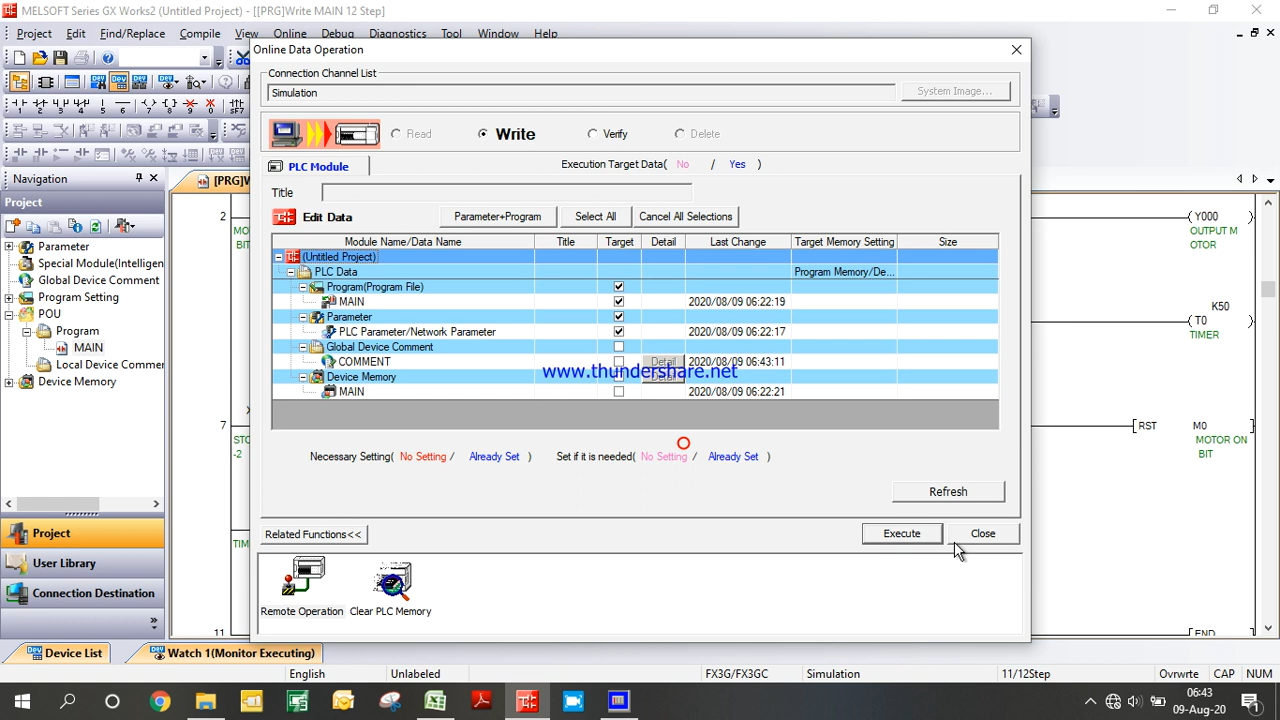 MELSOFT Series GX Works2 (Untitled Project) - [[PRG]Write MAIN 12 Step]
Project Edit Find/Replace Compile View Online Debug Diagnostics Tool Window Help
Online Data Operation
Connection Channel List
Simulation
System Image...
Read Write Verify Delete
PLC Module
Execution Target Data( No / Yes )
Title
Edit Data
Parameter+Program Select All Cancel All Selections
Module Name/Data Name Title Target Detail Last Change Target Memory Setting Size
(Untitled Project)
PLC Data Program Memory/De...
Program(Program File)
MAIN 2020/08/09 06:22:19
Parameter
PLC Parameter/Network Parameter 2020/08/09 06:22:17
Global Device Comment
COMMENT Detail 2020/08/09 06:43:11
www.thundershare.net
Device Memory
MAIN 2020/08/09 06:22:21
Necessary Setting( No Setting / Already Set ) Set if it is needed( No Setting / Already Set )
Refresh
Related Functions<<
Execute Close
Remote Operation Clear PLC Memory
Navigation
Project
Parameter
Special Module(Intelligen
Global Device Comment
Program Setting
POU
Program
MAIN
Local Device Commer
Device Memory
Project
User Library
Connection Destination
[PRG]W
2
MO
BIT
7
STO
-2
TIM
11
Y000
OUTPUT M
OTOR
K50
T0
TIMER
RST M0
MOTOR ON
BIT
END
Device List Watch 1(Monitor Executing)
English Unlabeled FX3G/FX3GC Simulation 11/12Step Ovrwrte CAP NUM
06:43
09-Aug-20